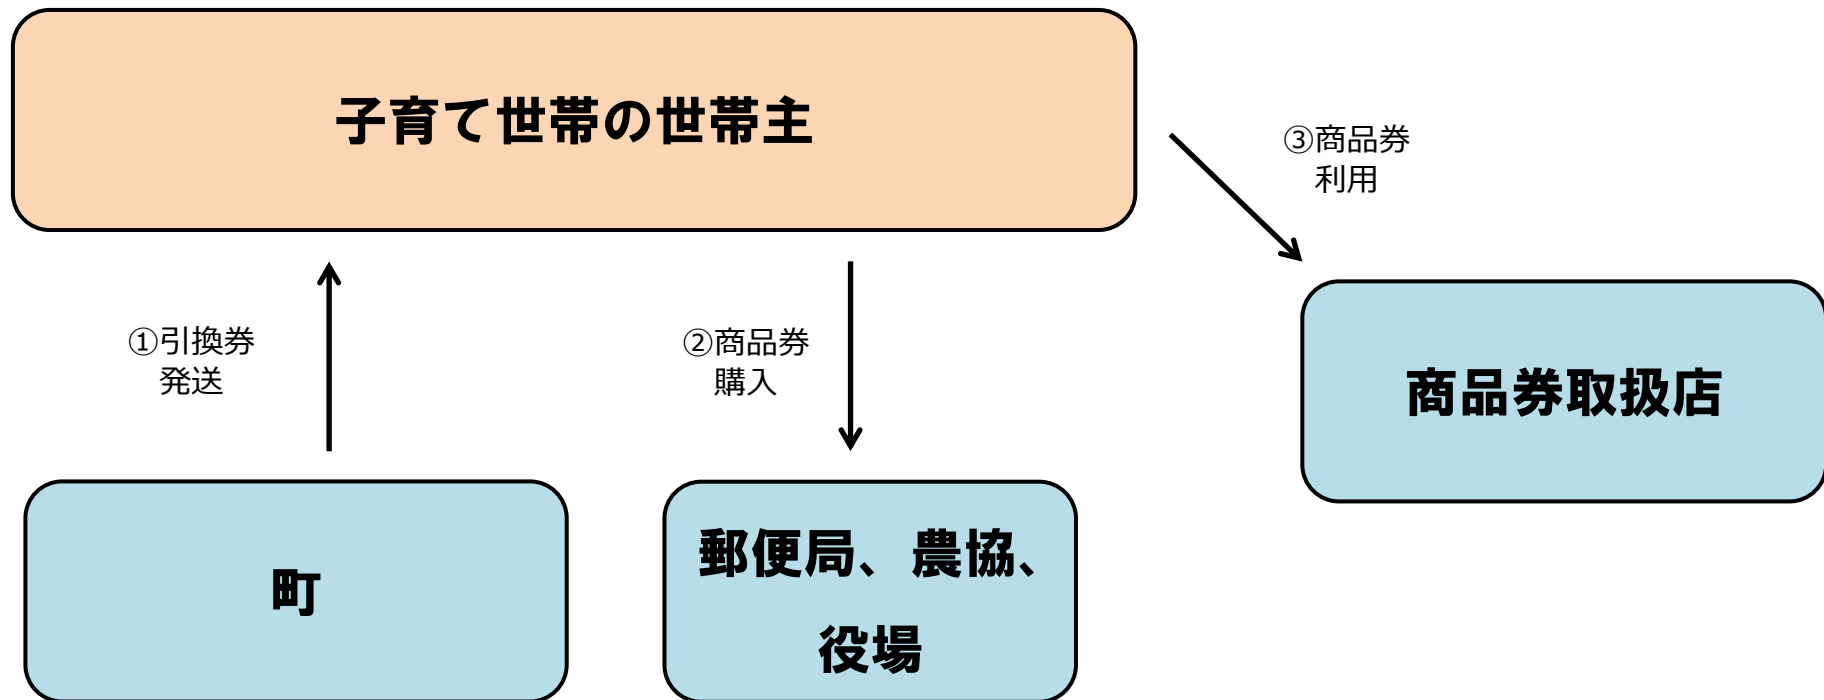 子育て世帯の世帯主
③商品券
利用
①引換券
発送
②商品券
購入
商品券取扱店
町
郵便局、農協、
役場